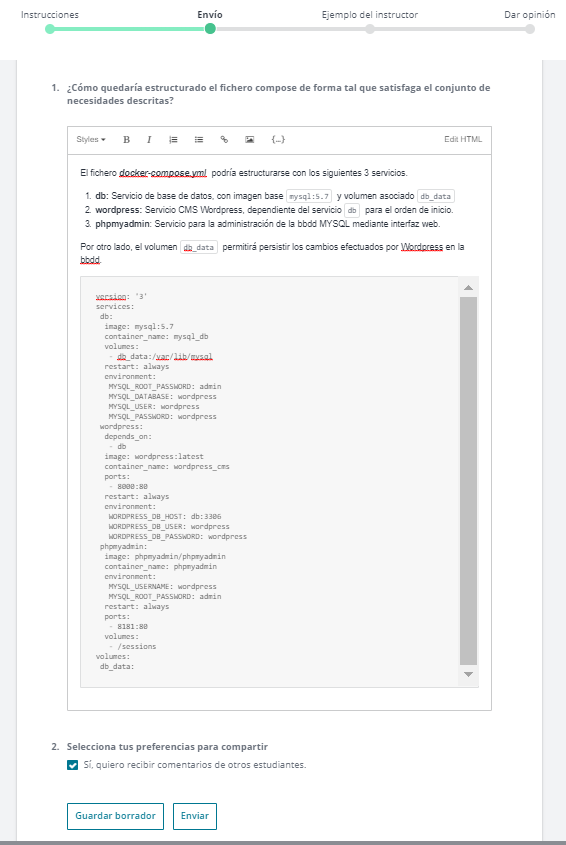 Instrucciones Envío Ejemplo del instructor Dar opinión
1. ¿Cómo quedaría estructurado el fichero compose de forma tal que satisfaga el conjunto de
necesidades descritas?
Styles B I {...} Edit HTML
El fichero docker-compose.yml podría estructurarse con los siguientes 3 servicios.
1. db: Servicio de base de datos, con imagen base mysql:5.7 y volumen asociado db_data
2. wordpress: Servicio CMS Wordpress, dependiente del servicio db para el orden de inicio.
3. phpmyadmin: Servicio para la administración de la bbdd MYSQL mediante interfaz web.
Por otro lado, el volumen db_data permitirá persistir los cambios efectuados por Wordpress en la
bbdd.
version: '3'
services:
db:
image: mysql:5.7
container_name: mysql_db
volumes:
- db_data:/var/lib/mysql
restart: always
environment:
MYSQL_ROOT_PASSWORD: admin
MYSQL_DATABASE: wordpress
MYSQL_USER: wordpress
MYSQL_PASSWORD: wordpress
wordpress:
depends_on:
- db
image: wordpress:latest
container_name: wordpress_cms
ports:
- 8000:80
restart: always
environment:
WORDPRESS_DB_HOST: db:3306
WORDPRESS_DB_USER: wordpress
WORDPRESS_DB_PASSWORD: wordpress
phpmyadmin:
image: phpmyadmin/phpmyadmin
container_name: phpmyadmin
environment:
MYSQL_USERNAME: wordpress
MYSQL_ROOT_PASSWORD: admin
restart: always
ports:
- 8181:80
volumes:
- /sessions
volumes:
db_data:
2. Selecciona tus preferencias para compartir
Sí, quiero recibir comentarios de otros estudiantes.
Guardar borrador Enviar